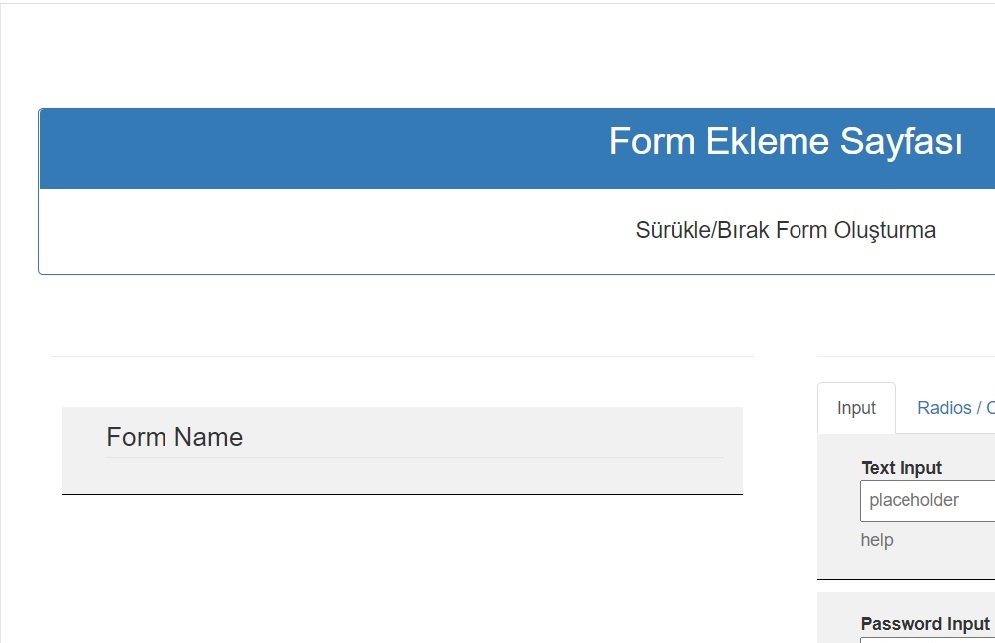 Form Ekleme Sayfası
Sürükle/Bırak Form Oluşturma
Form Name
Input
Radios /
Text Input
placeholder
help
Password Input